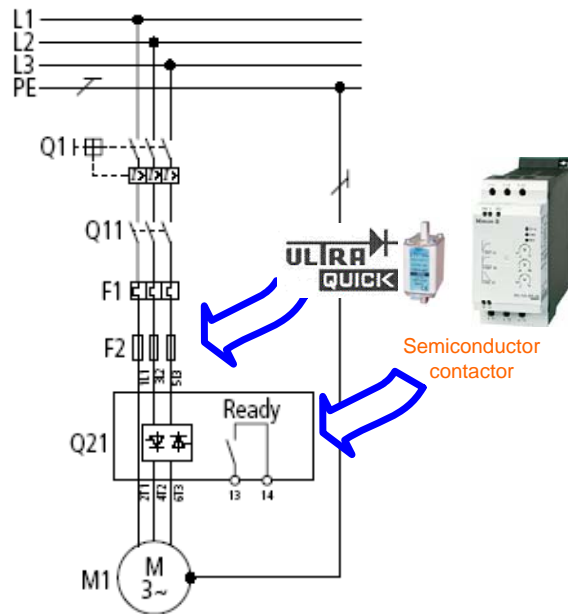 L1
L2
L3
PE
Q1
I> I> I>
Q11
ULTRA
QUICK
F1
F2
Semiconductor
contactor
1L1 3L2 5L3
Ready
Q21
13 14
2T1 4T2 6T3
M1
M
3~